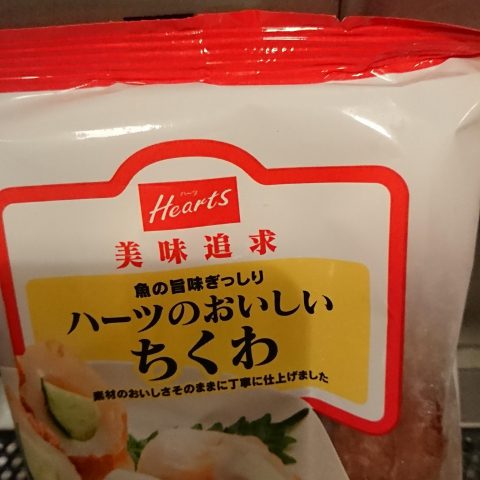 ハーツ
Hearts
美味追求
魚の旨味ぎっしり
ハーツのおいしい
ちくわ
素材のおいしさそのままに丁寧に仕上げました